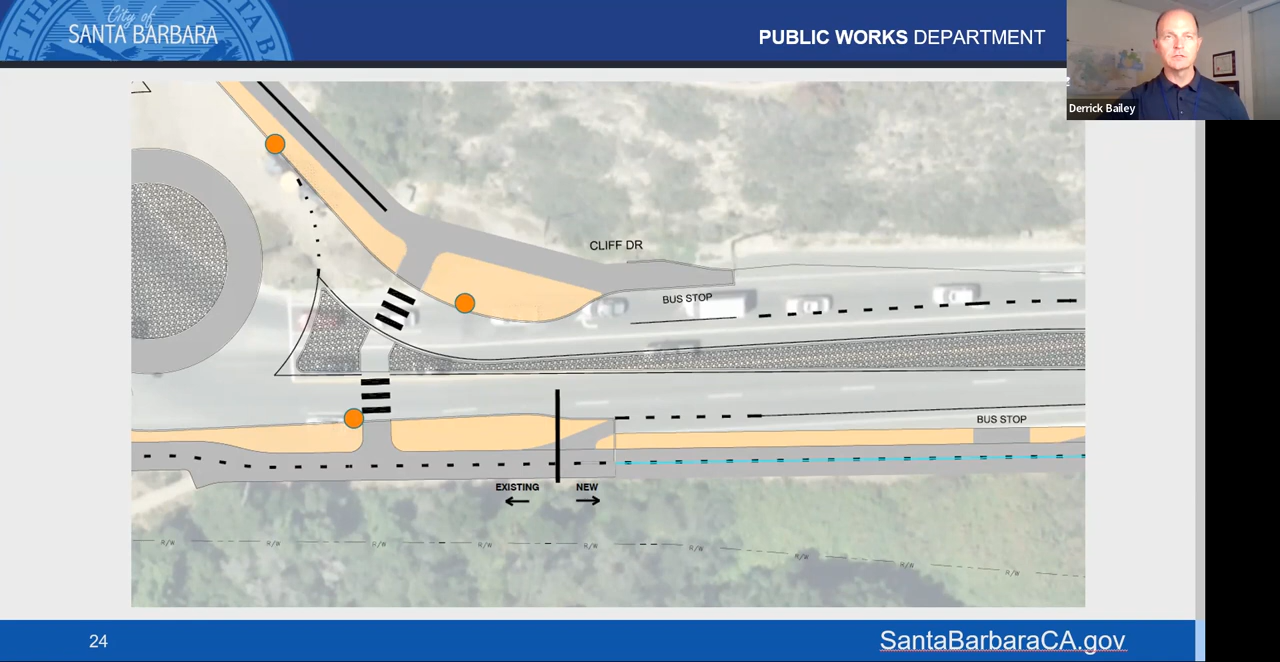 City of
SANTA BARBARA
PUBLIC WORKS DEPARTMENT
Derrick Bailey
CLIFF DR
BUS STOP
BUS STOP
EXISTING
NEW
R/W
R/W
R/W
R/W
R/W
R/W
R/W
R/W
R/W
24
SantaBarbaraCA.gov